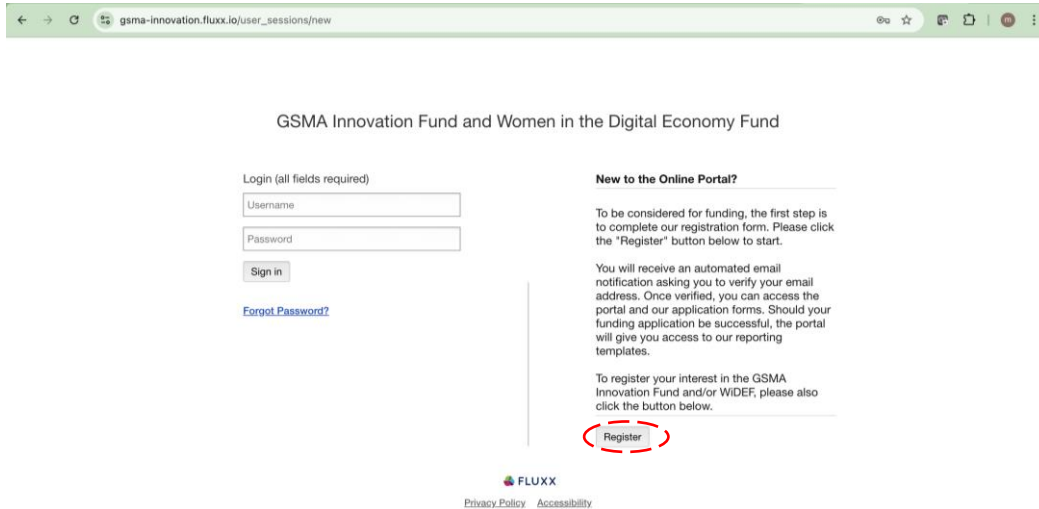 gsma-innovation.fluxx.io/user_sessions/new
m
GSMA Innovation Fund and Women in the Digital Economy Fund
Login (all fields required)
Username
Password
Sign in
Forgot Password?
New to the Online Portal?
To be considered for funding, the first step is
to complete our registration form. Please click
the "Register" button below to start.
You will receive an automated email
notification asking you to verify your email
address. Once verified, you can access the
portal and our application forms. Should your
funding application be successful, the portal
will give you access to our reporting
templates.
To register your interest in the GSMA
Innovation Fund and/or WiDEF, please also
click the button below.
Register
FLUXX
Privacy Policy Accessibility